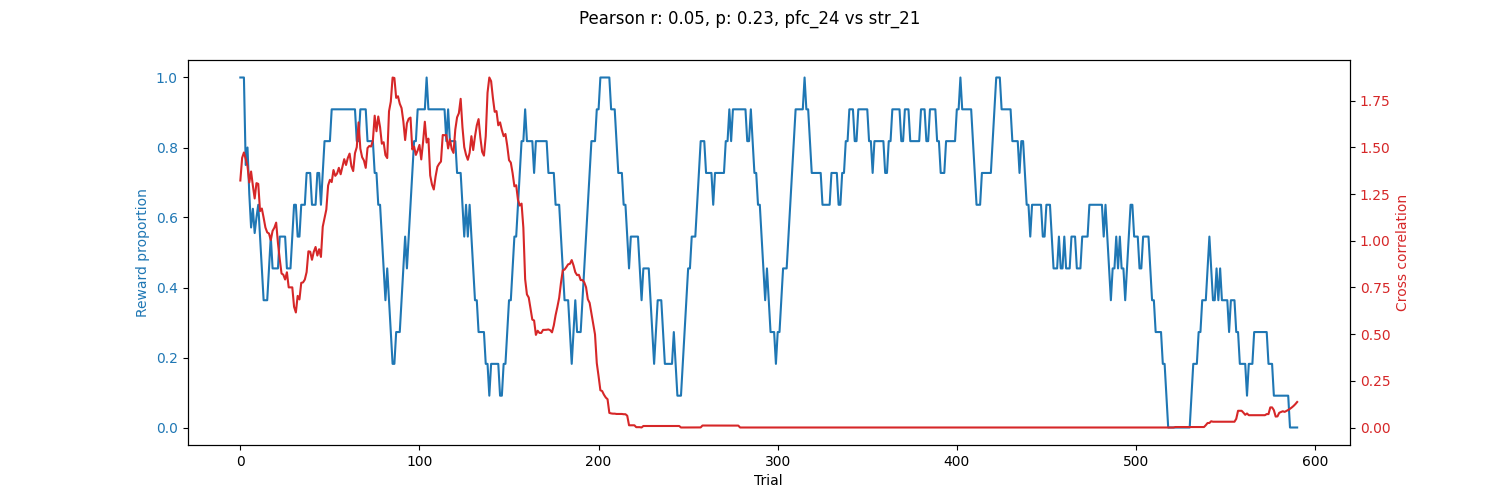 Pearson r: 0.05, p: 0.23, pfc_24 vs str_21
1.0
0.8
0.6
0.4
0.2
0.0
Reward proportion
1.75
1.50
1.25
1.00
0.75
0.50
0.25
0.00
Cross correlation
0 100 200 300 400 500 600
Trial